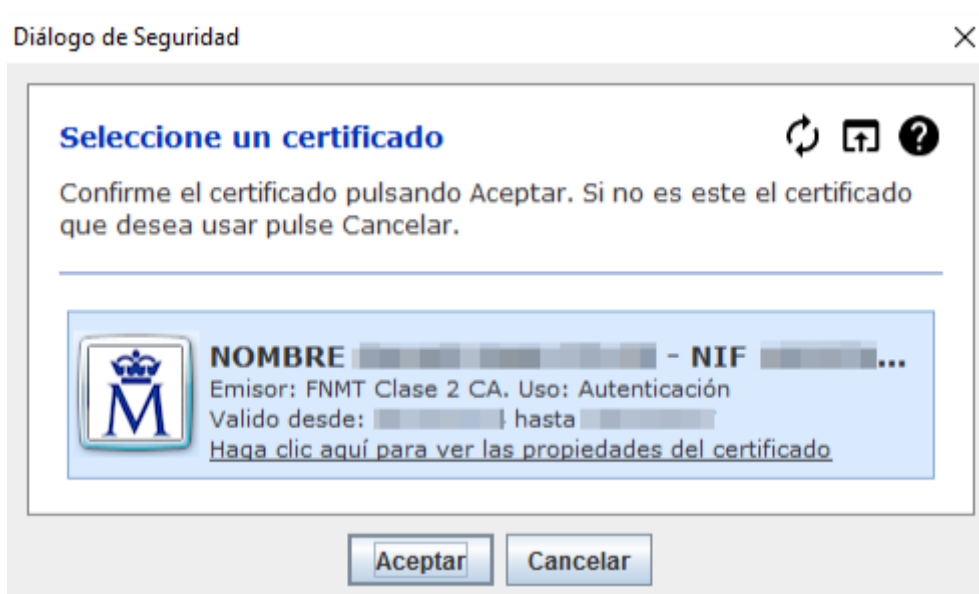 Diálogo de Seguridad
Seleccione un certificado
Confirme el certificado pulsando Aceptar. Si no es este el certificado
que desea usar pulse Cancelar.
NOMBRE - NIF ...
Emisor: FNMT Clase 2 CA. Uso: Autenticación
Valido desde: hasta
Haga clic aquí para ver las propiedades del certificado
Aceptar Cancelar